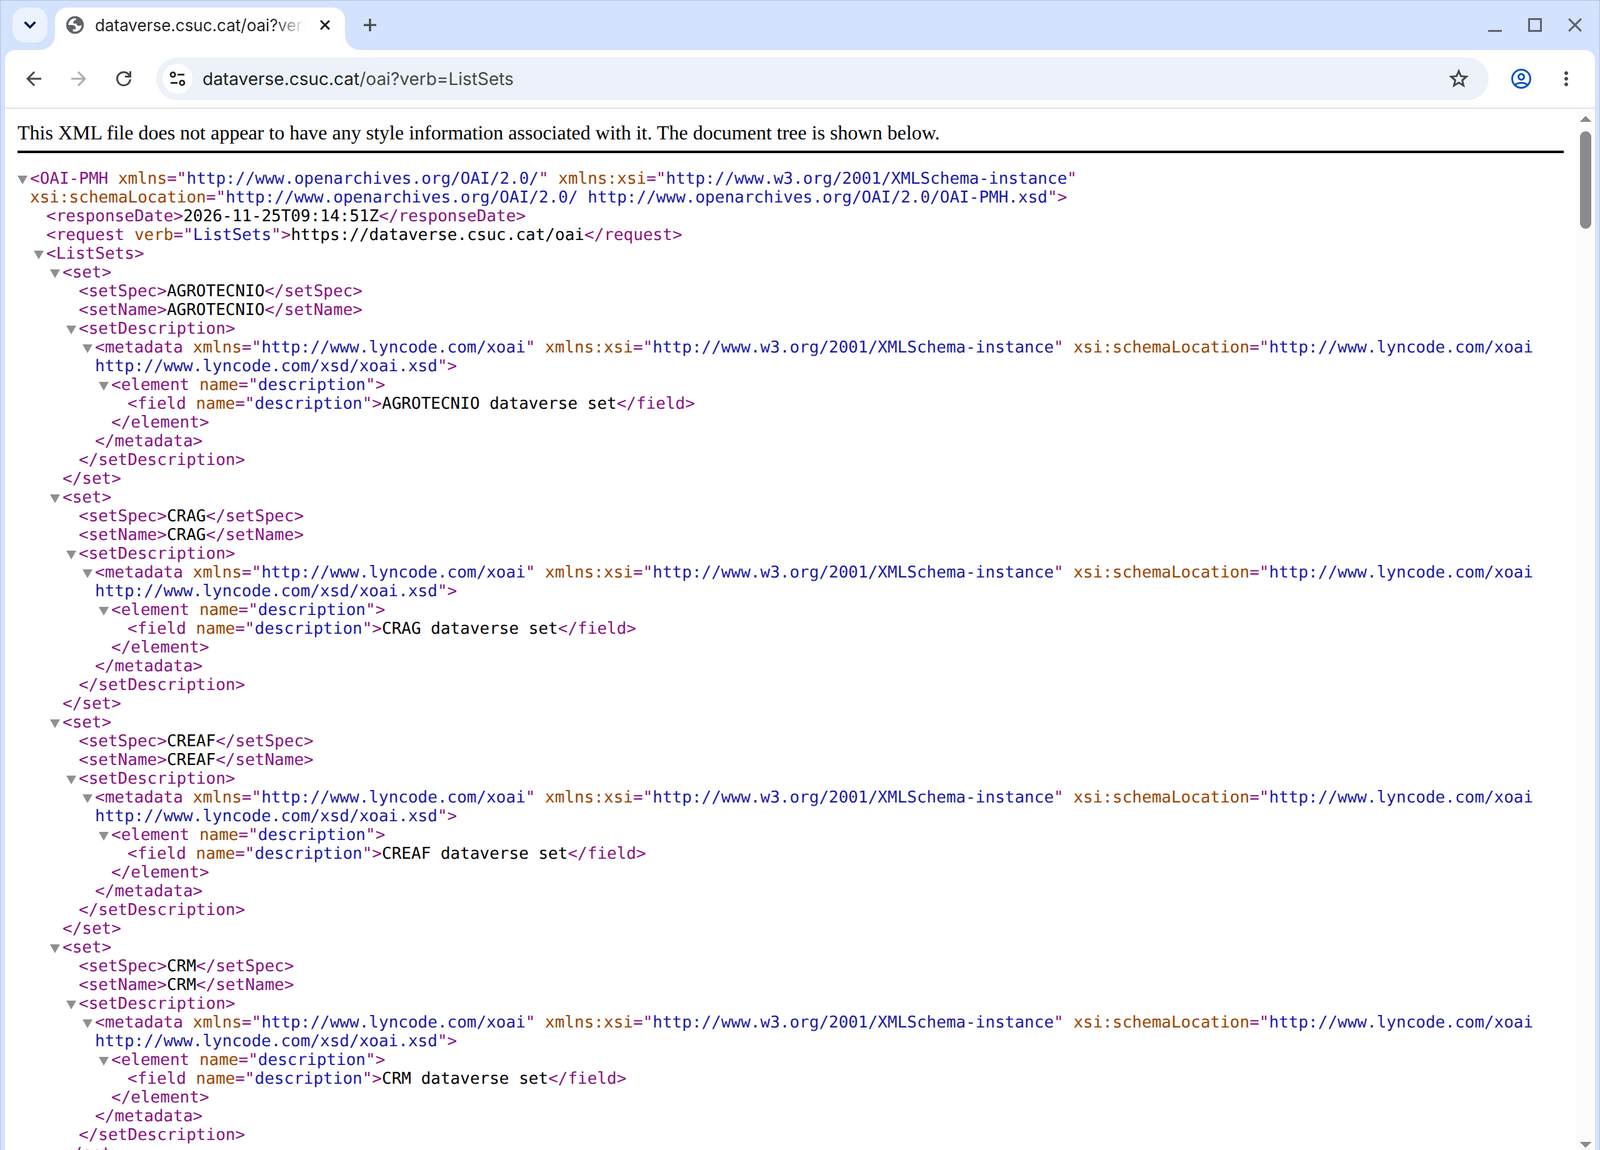 dataverse.csuc.cat/oai?ver
dataverse.csuc.cat/oai?verb=ListSets
This XML file does not appear to have any style information associated with it. The document tree is shown below.
<OAI-PMH xmlns="http://www.openarchives.org/OAI/2.0/" xmlns:xsi="http://www.w3.org/2001/XMLSchema-instance"
xsi:schemaLocation="http://www.openarchives.org/OAI/2.0/ http://www.openarchives.org/OAI/2.0/OAI-PMH.xsd">
<responseDate>2026-11-25T09:14:51Z</responseDate>
<request verb="ListSets">https://dataverse.csuc.cat/oai</request>
<ListSets>
<set>
<setSpec>AGROTECNIO</setSpec>
<setName>AGROTECNIO</setName>
<setDescription>
<metadata xmlns="http://www.lyncode.com/xoai" xmlns:xsi="http://www.w3.org/2001/XMLSchema-instance" xsi:schemaLocation="http://www.lyncode.com/xoai
http://www.lyncode.com/xsd/xoai.xsd">
<element name="description">
<field name="description">AGROTECNIO dataverse set</field>
</element>
</metadata>
</setDescription>
</set>
<set>
<setSpec>CRAG</setSpec>
<setName>CRAG</setName>
<setDescription>
<metadata xmlns="http://www.lyncode.com/xoai" xmlns:xsi="http://www.w3.org/2001/XMLSchema-instance" xsi:schemaLocation="http://www.lyncode.com/xoai
http://www.lyncode.com/xsd/xoai.xsd">
<element name="description">
<field name="description">CRAG dataverse set</field>
</element>
</metadata>
</setDescription>
</set>
<set>
<setSpec>CREAF</setSpec>
<setName>CREAF</setName>
<setDescription>
<metadata xmlns="http://www.lyncode.com/xoai" xmlns:xsi="http://www.w3.org/2001/XMLSchema-instance" xsi:schemaLocation="http://www.lyncode.com/xoai
http://www.lyncode.com/xsd/xoai.xsd">
<element name="description">
<field name="description">CREAF dataverse set</field>
</element>
</metadata>
</setDescription>
</set>
<set>
<setSpec>CRM</setSpec>
<setName>CRM</setName>
<setDescription>
<metadata xmlns="http://www.lyncode.com/xoai" xmlns:xsi="http://www.w3.org/2001/XMLSchema-instance" xsi:schemaLocation="http://www.lyncode.com/xoai
http://www.lyncode.com/xsd/xoai.xsd">
<element name="description">
<field name="description">CRM dataverse set</field>
</element>
</metadata>
</setDescription>